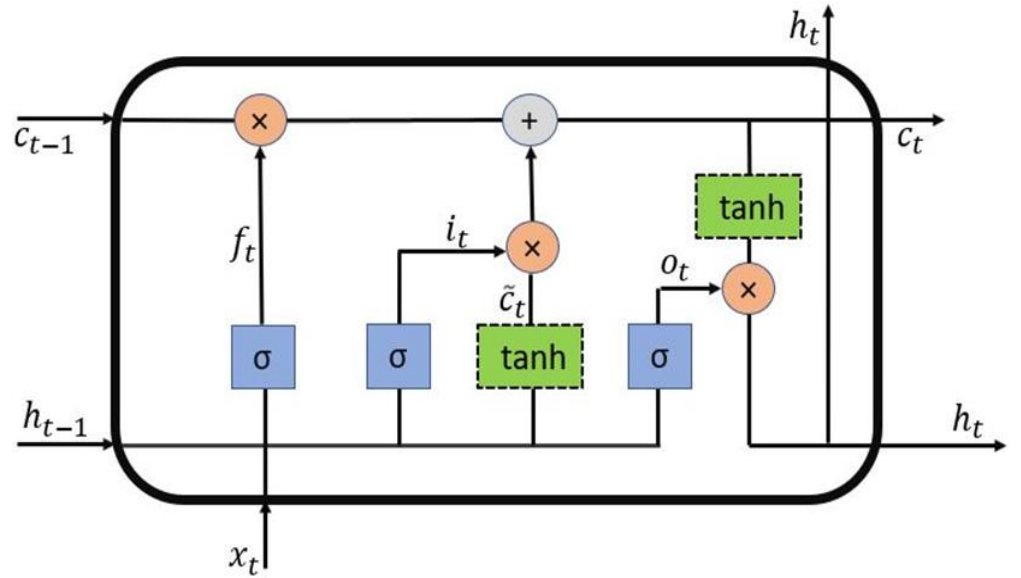 h_t
×
+
c_{t−1}
c_t
tanh
f_t
i_t
×
o_t
×
c̃_t
σ
σ
tanh
σ
h_{t−1}
h_t
x_t